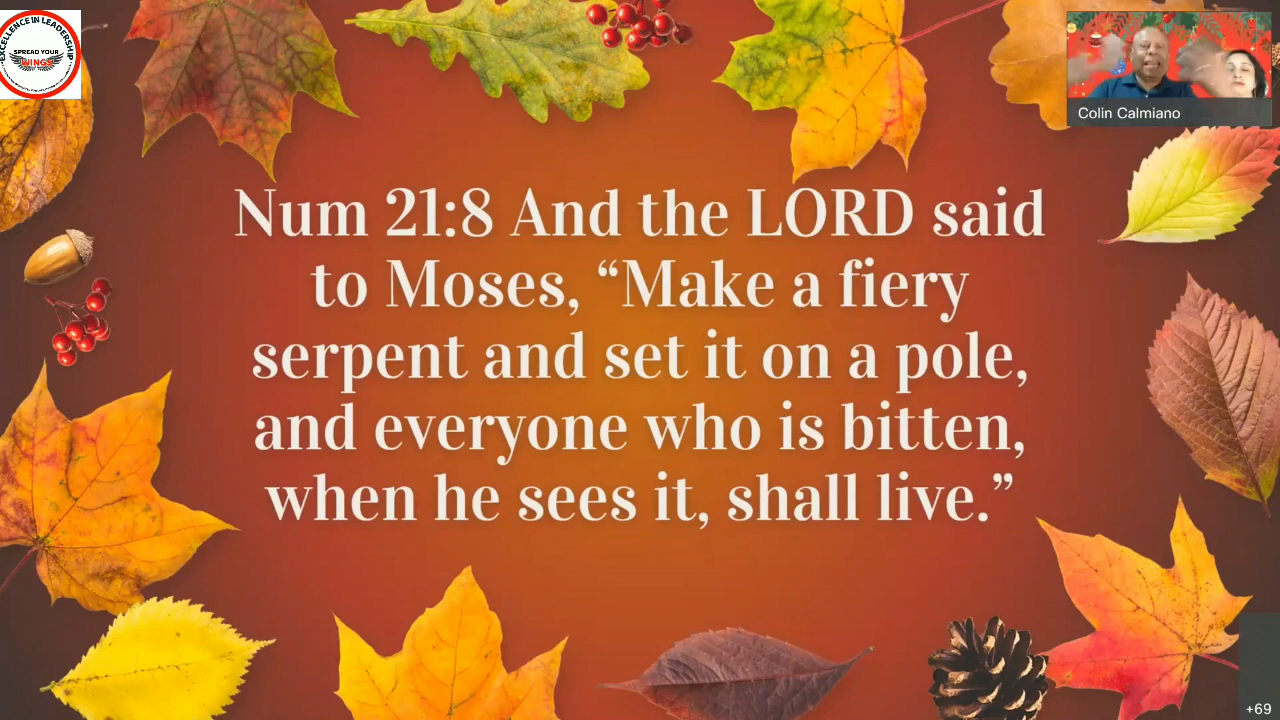 EXCELLENCE IN LEADERSHIP
SPREAD YOUR
WINGS
Colin Calmiano
Num 21:8 And the LORD said
to Moses, “Make a fiery
serpent and set it on a pole,
and everyone who is bitten,
when he sees it, shall live.”
+69